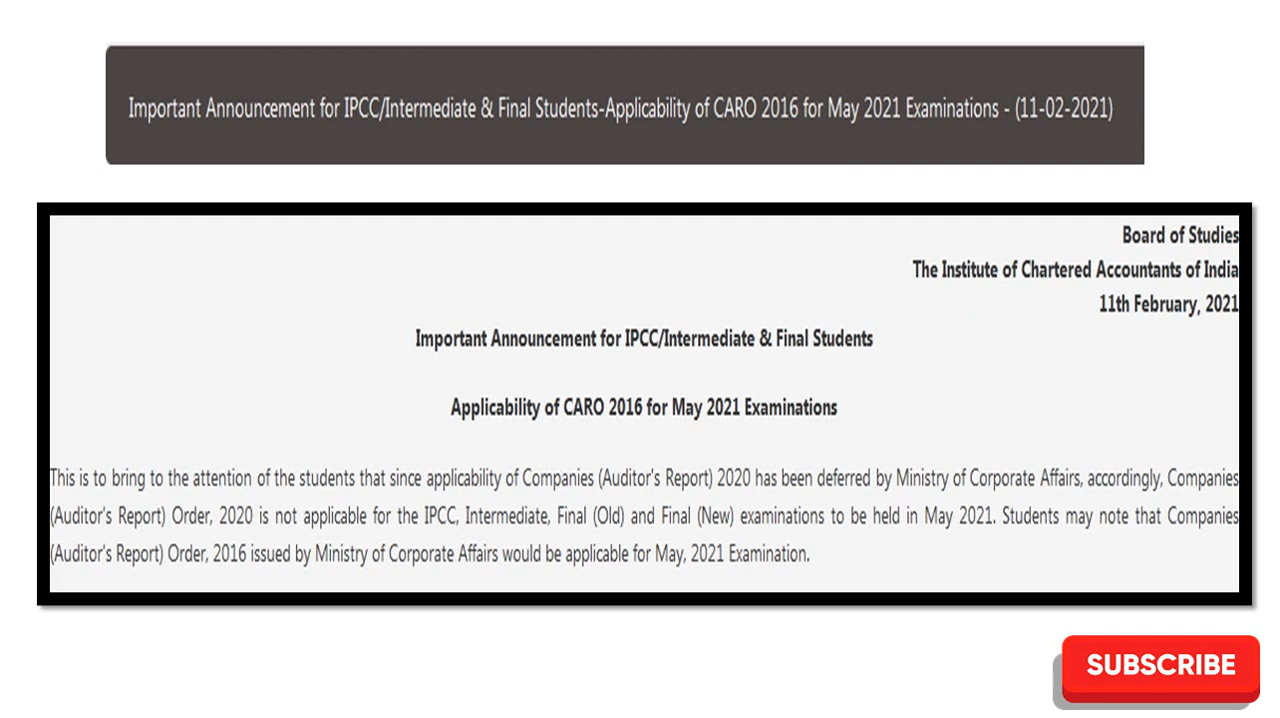 Important Announcement for IPCC/Intermediate & Final Students-Applicability of CARO 2016 for May 2021 Examinations - (11-02-2021)
Board of Studies
The Institute of Chartered Accountants of India
11th February, 2021
Important Announcement for IPCC/Intermediate & Final Students
Applicability of CARO 2016 for May 2021 Examinations
This is to bring to the attention of the students that since applicability of Companies (Auditor's Report) 2020 has been deferred by Ministry of Corporate Affairs, accordingly, Companies
(Auditor's Report) Order, 2020 is not applicable for the IPCC, Intermediate, Final (Old) and Final (New) examinations to be held in May 2021. Students may note that Companies
(Auditor's Report) Order, 2016 issued by Ministry of Corporate Affairs would be applicable for May, 2021 Examination.
SUBSCRIBE